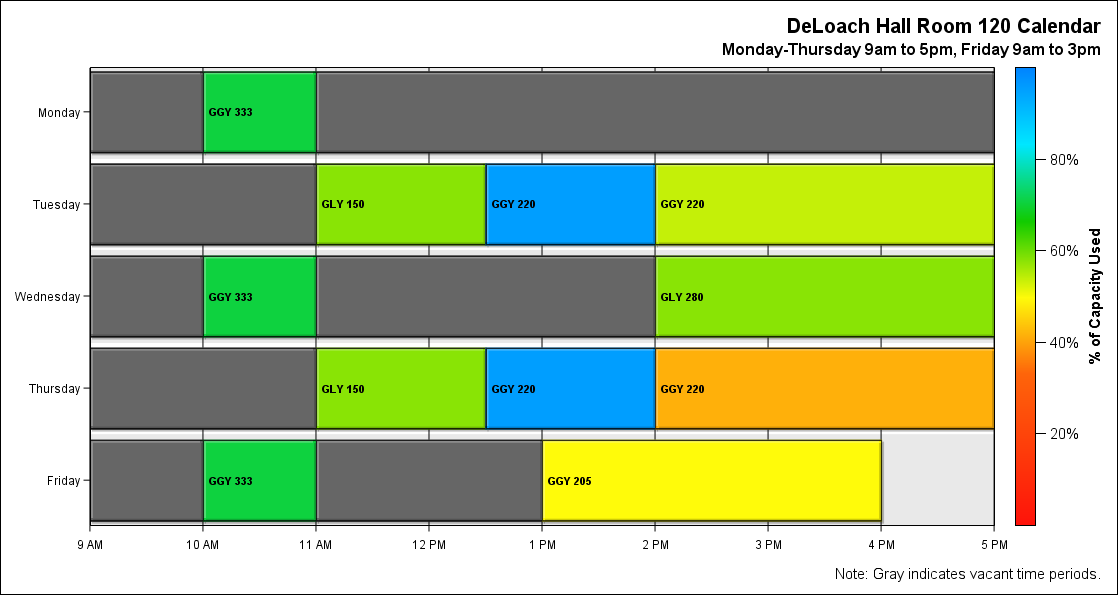 DeLoach Hall Room 120 Calendar
Monday-Thursday 9am to 5pm, Friday 9am to 3pm
Monday
GGY 333
Tuesday
GLY 150
GGY 220
GGY 220
Wednesday
GGY 333
GLY 280
Thursday
GLY 150
GGY 220
GGY 220
Friday
GGY 333
GGY 205
9 AM
10 AM
11 AM
12 PM
1 PM
2 PM
3 PM
4 PM
5 PM
80%
60%
40%
20%
% of Capacity Used
Note: Gray indicates vacant time periods.